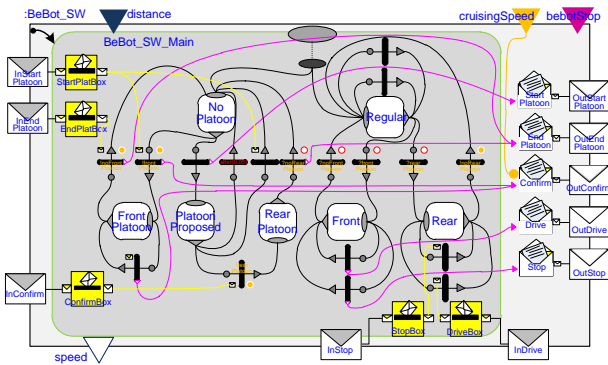 :BeBot_SW
distance
cruisingSpeed
bebotStop
BeBot_SW_Main
InStart
Platoon
StartPlatBox
InEnd
Platoon
EndPlatBox
No
Platoon
Regular
Start
Platoon
OutStart
Platoon
End
Platoon
OutEnd
Platoon
Confirm
OutConfirm
Front
Platoon
Platoon
Proposed
Rear
Platoon
Front
Rear
Drive
OutDrive
Stop
OutStop
InConfirm
ConfirmBox
StopBox
DriveBox
speed
InStop
InDrive